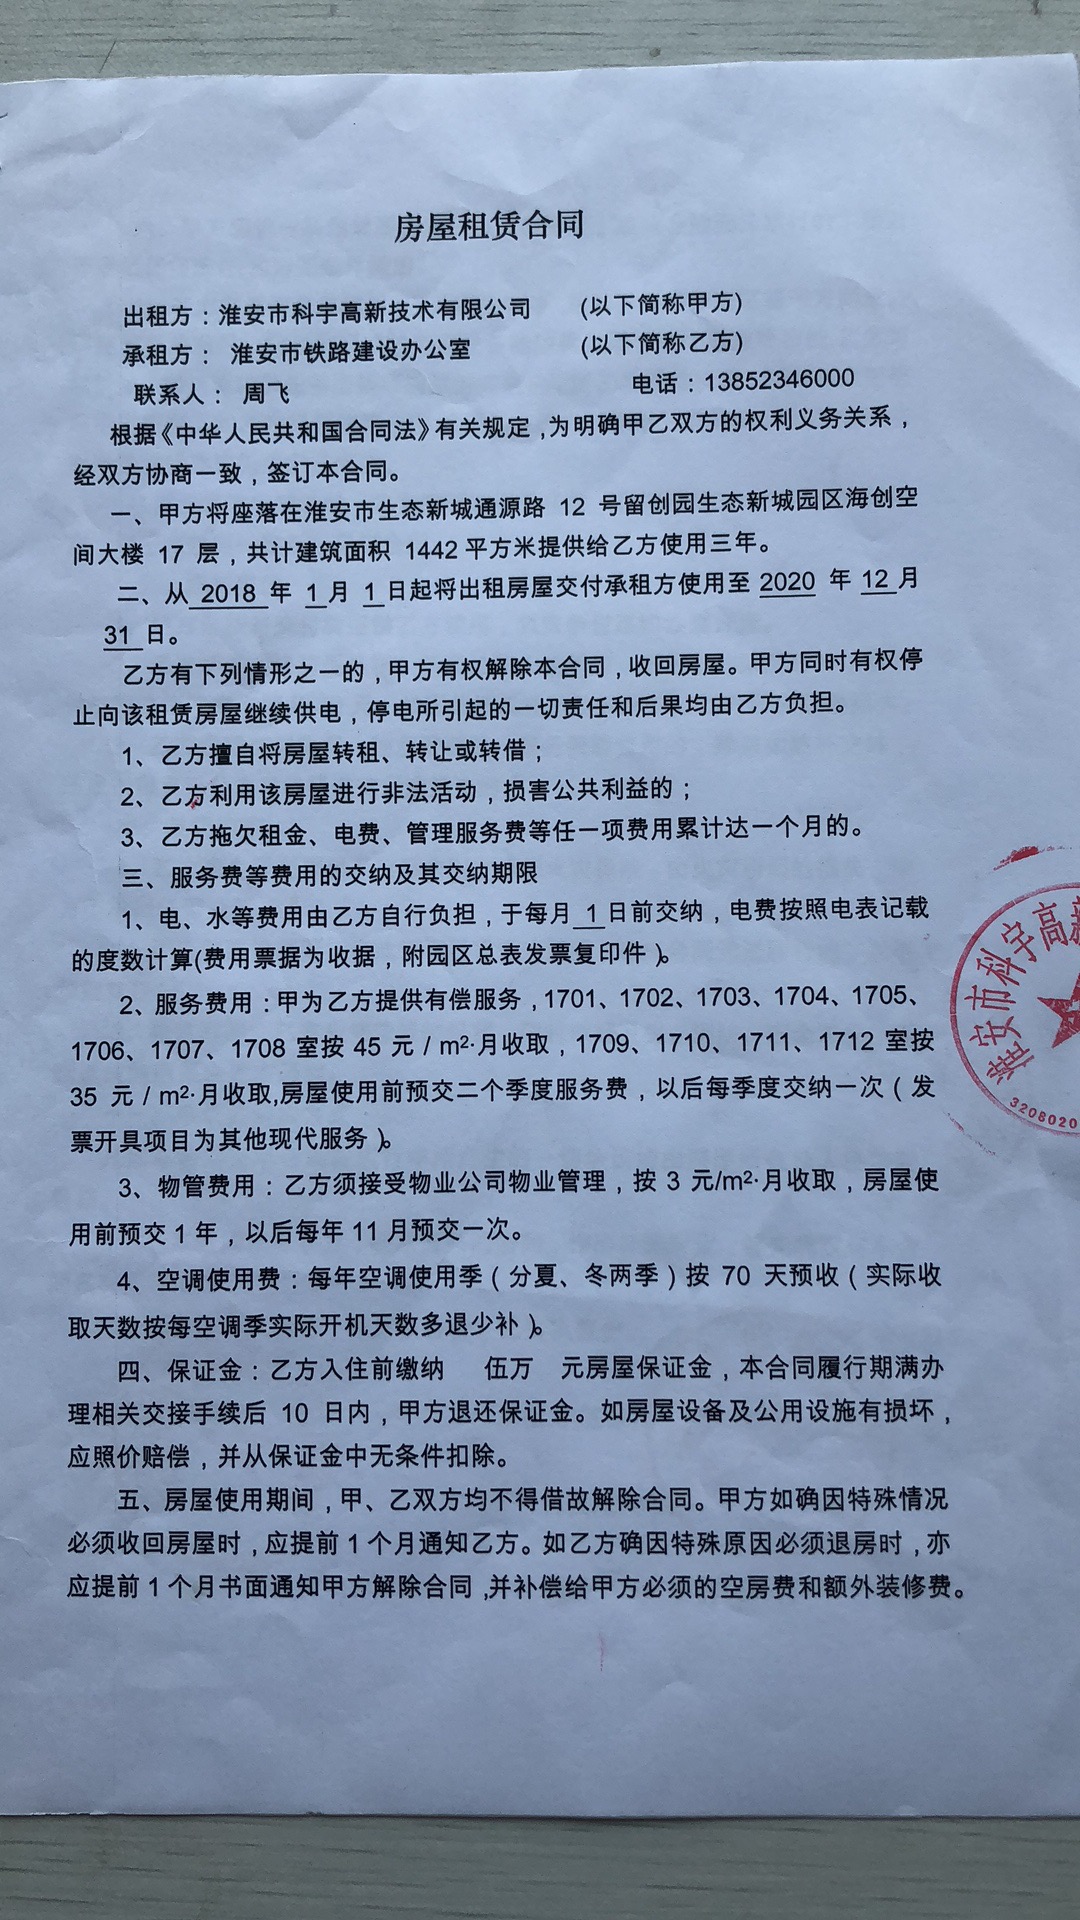 房屋租赁合同
出租方：淮安市科宇高新技术有限公司 (以下简称甲方)
承租方： 淮安市铁路建设办公室 (以下简称乙方)
联系人： 周飞 电话：13852346000
根据《中华人民共和国合同法》有关规定,为明确甲乙双方的权利义务关系，
经双方协商一致，签订本合同。
一、甲方将座落在淮安市生态新城通源路 12 号留创园生态新城园区海创空
间大楼 17 层，共计建筑面积 1442 平方米提供给乙方使用三年。
二、从 2018 年 1 月 1 日起将出租房屋交付承租方使用至 2020 年 12 月
31 日。
乙方有下列情形之一的，甲方有权解除本合同，收回房屋。甲方同时有权停
止向该租赁房屋继续供电，停电所引起的一切责任和后果均由乙方负担。
1、乙方擅自将房屋转租、转让或转借；
2、乙方利用该房屋进行非法活动，损害公共利益的；
3、乙方拖欠租金、电费、管理服务费等任一项费用累计达一个月的。
三、服务费等费用的交纳及其交纳期限
1、电、水等费用由乙方自行负担，于每月 1 日前交纳，电费按照电表记载
的度数计算(费用票据为收据，附园区总表发票复印件）。
2、服务费用：甲为乙方提供有偿服务，1701、1702、1703、1704、1705、
1706、1707、1708 室按 45 元 / m²·月收取，1709、1710、1711、1712 室按
35 元 / m²·月收取,房屋使用前预交二个季度服务费，以后每季度交纳一次（发
票开具项目为其他现代服务）。
3、物管费用：乙方须接受物业公司物业管理，按 3 元/m²·月收取，房屋使
用前预交 1 年，以后每年 11 月预交一次。
4、空调使用费：每年空调使用季（分夏、冬两季）按 70 天预收（实际收
取天数按每空调季实际开机天数多退少补）。
四、保证金：乙方入住前缴纳 伍万 元房屋保证金，本合同履行期满办
理相关交接手续后 10 日内，甲方退还保证金。如房屋设备及公用设施有损坏，
应照价赔偿，并从保证金中无条件扣除。
五、房屋使用期间，甲、乙双方均不得借故解除合同。甲方如确因特殊情况
必须收回房屋时，应提前 1 个月通知乙方。如乙方确因特殊原因必须退房时，亦
应提前 1 个月书面通知甲方解除合同,并补偿给甲方必须的空房费和额外装修费。
淮安市科宇高新
3208020